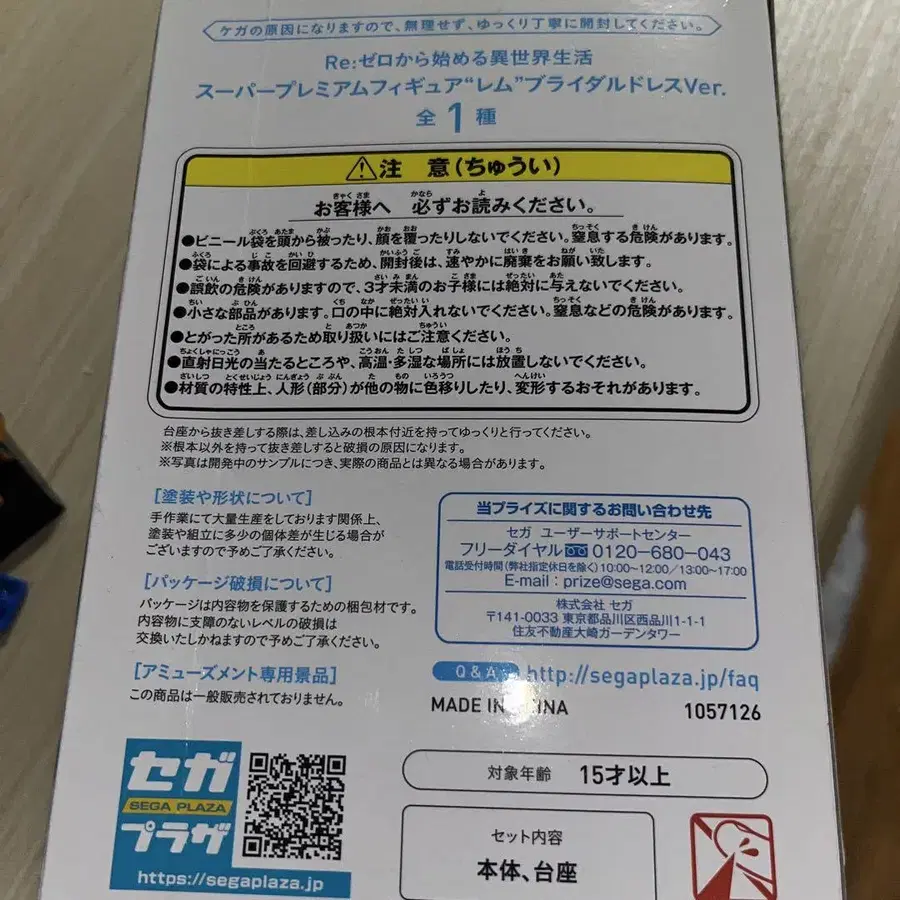 ケガの原因になりますので、無理せず、ゆっくり丁寧に開封してください。
Re:ゼロから始める異世界生活
スーパープレミアムフィギュア“レム”ブライダルドレスVer.
全1種
注 意(ちゅうい)
お客様へ 必ずお読みください。
●ビニール袋を頭から被ったり、顔を覆ったりしないでください。窒息する危険があります。
●袋による事故を回避するため、開封後は、速やかに廃棄をお願い致します。
●誤飲の危険がありますので、3才未満のお子様には絶対に与えないでください。
●小さな部品があります。口の中に絶対入れないでください。窒息などの危険があります。
●とがった所があるため取り扱いにはご注意ください。
●直射日光の当たるところや、高温・多湿な場所には放置しないでください。
●材質の特性上、人形(部分)が他の物に色移りしたり、変形するおそれがあります。
台座から抜き差しする際は、差し込みの根本付近を持ってゆっくりと行ってください。
※根本以外を持って抜き差しすると破損の原因になります。
※写真は開発中のサンプルにつき、実際の商品とは異なる場合があります。
[塗装や形状について]
手作業にて大量生産をしております関係上、
塗装や組立に多少の個体差が生じる場合が
ございますので予めご了承ください。
[パッケージ破損について]
パッケージは内容物を保護するための梱包材です。
内容物に支障のないレベルの破損は
交換いたしかねますので予めご了承ください。
[アミューズメント専用景品]
この商品は一般販売されておりません。
当プライズに関するお問い合わせ先
セガ ユーザーサポートセンター
フリーダイヤル 0120-680-043
電話受付時間(弊社指定休日を除く)10:00~12:00/13:00~17:00
E-mail:prize@sega.com
株式会社 セガ
〒141-0033 東京都品川区西品川1-1-1
住友不動産大崎ガーデンタワー
Q&A http://segaplaza.jp/faq
MADE IN CHINA 1057126
セガ
SEGA PLAZA
プラザ
https://segaplaza.jp
対象年齢 15才以上
セット内容
本体、台座